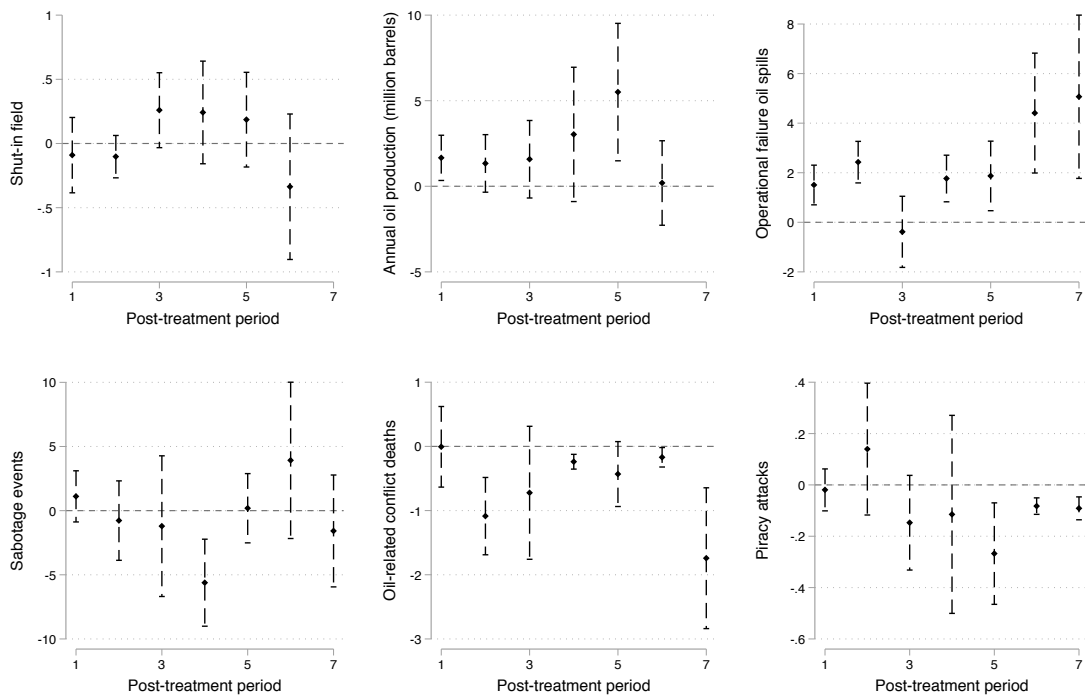 1
.5
0
-.5
-1
Shut-in field
1 3 5 7
Post-treatment period
10
5
0
-5
Annual oil production (million barrels)
1 3 5 7
Post-treatment period
8
6
4
2
0
-2
Operational failure oil spills
1 3 5 7
Post-treatment period
10
5
0
-5
-10
Sabotage events
1 3 5 7
Post-treatment period
1
0
-1
-2
-3
Oil-related conflict deaths
1 3 5 7
Post-treatment period
.4
.2
0
-.2
-.4
-.6
Piracy attacks
1 3 5 7
Post-treatment period